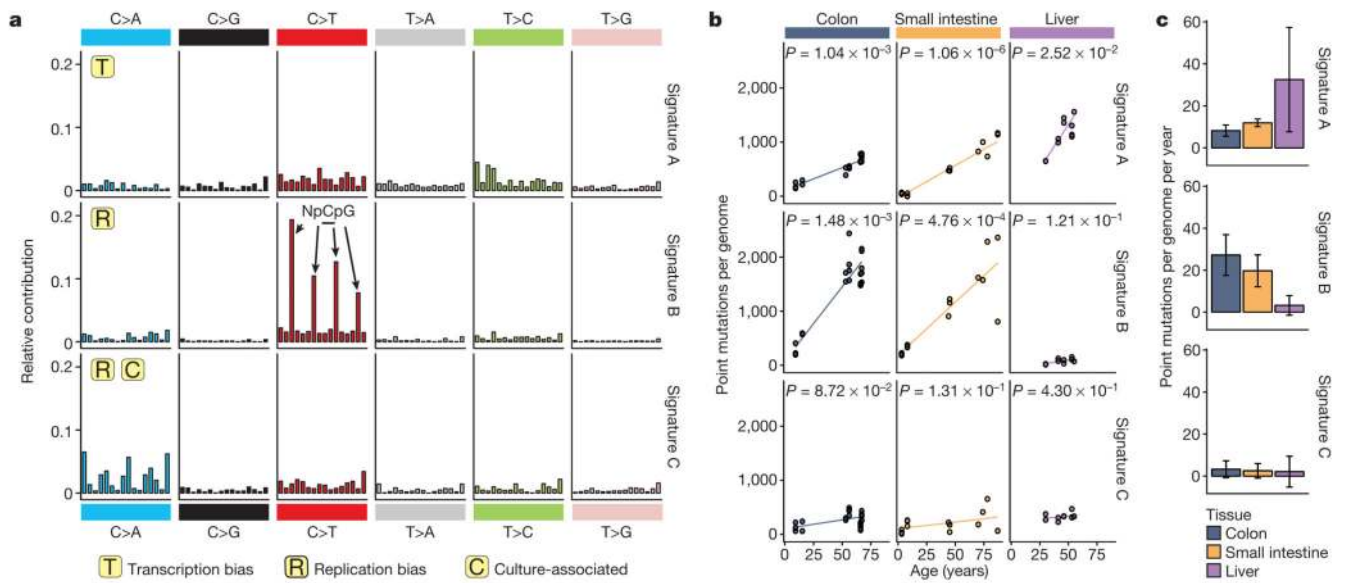 a
C>A C>G C>T T>A T>C T>G
0.2
0.1
0
T
Signature A
0.2
0.1
0
R
NpCpG
Signature B
0.2
0.1
0
R C
Signature C
Relative contribution
C>A C>G C>T T>A T>C T>G
T Transcription bias R Replication bias C Culture-associated
b
Colon Small intestine Liver
P = 1.04 × 10⁻³ P = 1.06 × 10⁻⁶ P = 2.52 × 10⁻²
2,000
1,000
0
Signature A
P = 1.48 × 10⁻³ P = 4.76 × 10⁻⁴ P = 1.21 × 10⁻¹
2,000
1,000
0
Signature B
P = 8.72 × 10⁻² P = 1.31 × 10⁻¹ P = 4.30 × 10⁻¹
2,000
1,000
0
Signature C
Point mutations per genome
0 25 50 75 0 25 50 75 0 25 50 75
Age (years)
c
60
40
20
0
Signature A
60
40
20
0
Signature B
60
40
20
0
Signature C
Point mutations per genome per year
Tissue
Colon
Small intestine
Liver